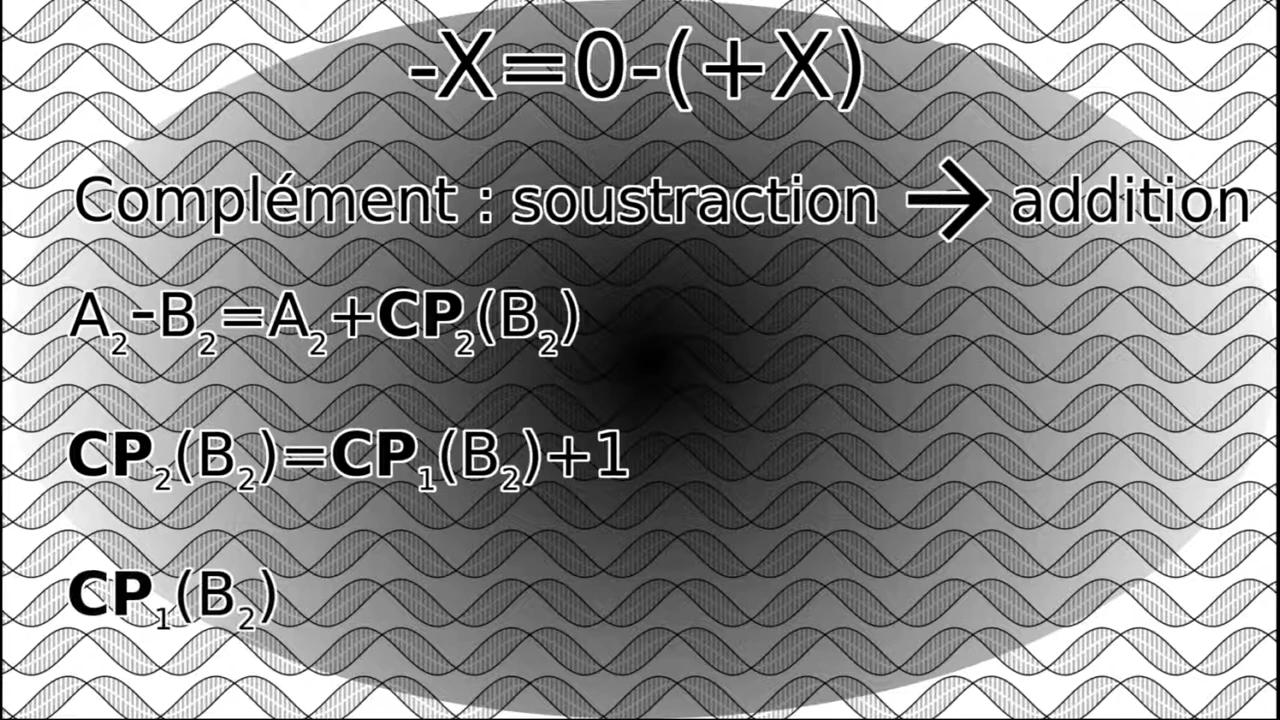 -X=0-(+X)
Complément : soustraction → addition
A₂-B₂=A₂+CP₂(B₂)
CP₂(B₂)=CP₁(B₂)+1
CP₁(B₂)